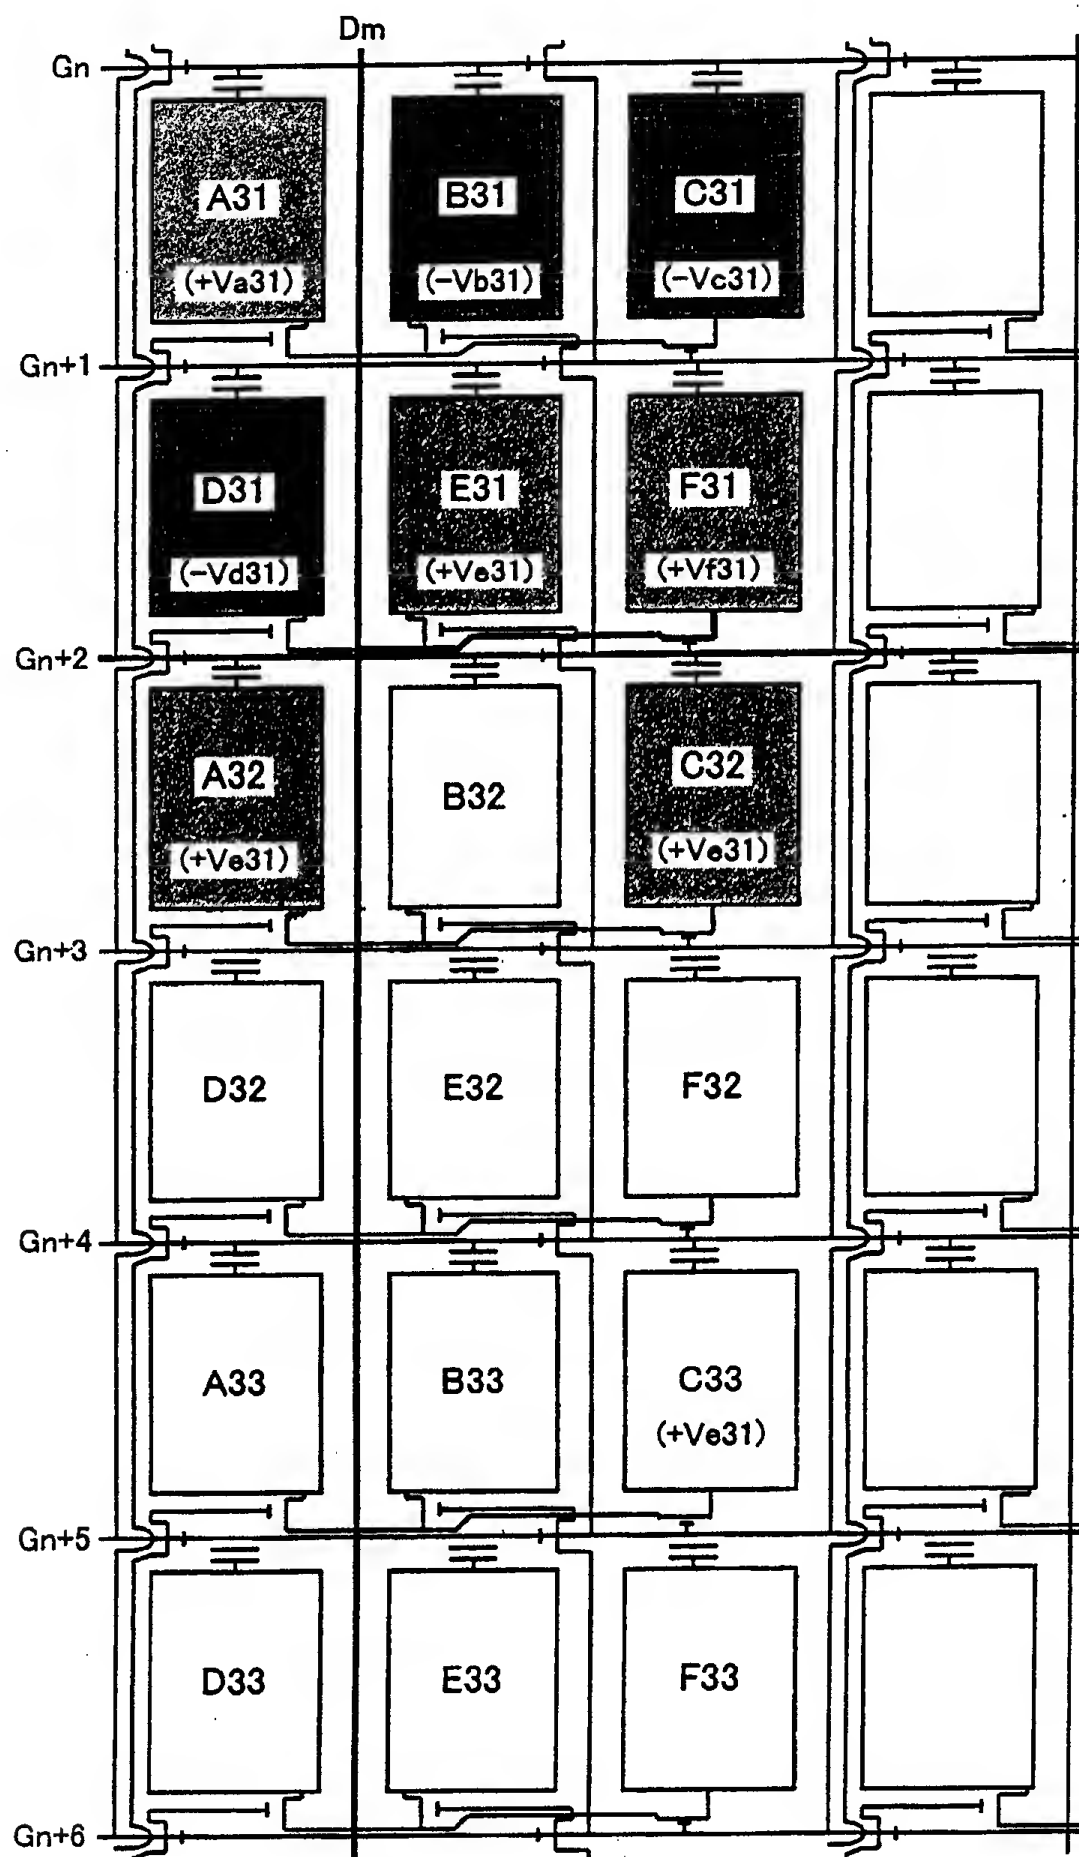 Dm
Gn
A31 B31 C31
(+Va31) (-Vb31) (-Vc31)
Gn+1
D31 E31 F31
(-Vd31) (+Ve31) (+Vf31)
Gn+2
A32 B32 C32
(+Ve31) (+Ve31)
Gn+3
D32 E32 F32
Gn+4
A33 B33 C33
(+Ve31)
Gn+5
D33 E33 F33
Gn+6